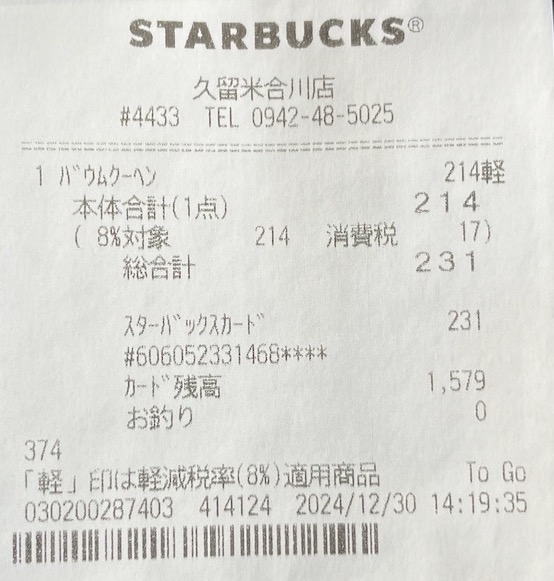 STARBUCKS®
久留米合川店
#4433 TEL 0942-48-5025
1 ﾊﾞｳﾑｸｰﾍﾝ 214軽
本体合計(1点) 214
( 8%対象 214 消費税 17)
総合計 231
ｽﾀｰﾊﾞｯｸｽｶｰﾄﾞ 231
#606052331468****
ｶｰﾄﾞ残高 1,579
お釣り 0
374
「軽」印は軽減税率(8%)適用商品 To Go
030200287403 414124 2024/12/30 14:19:35